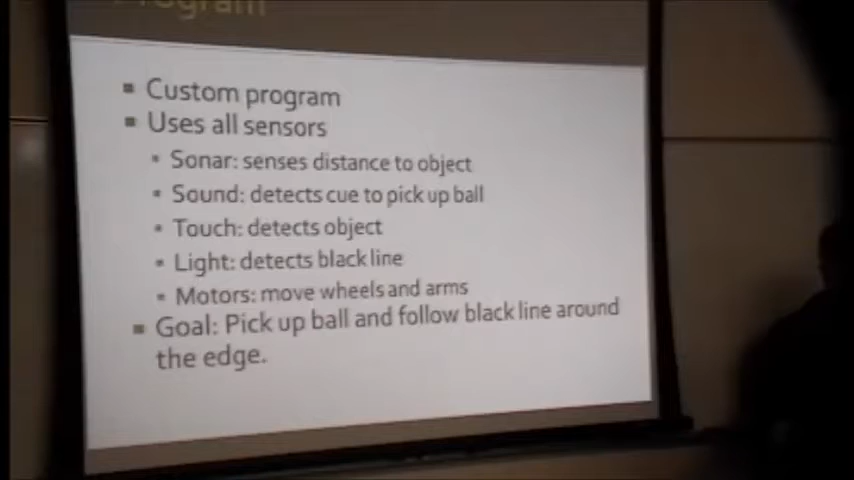 Program
Custom program
Uses all sensors
Sonar: senses distance to object
Sound: detects cue to pick up ball
Touch: detects object
Light: detects black line
Motors: move wheels and arms
Goal: Pick up ball and follow black line around
the edge.